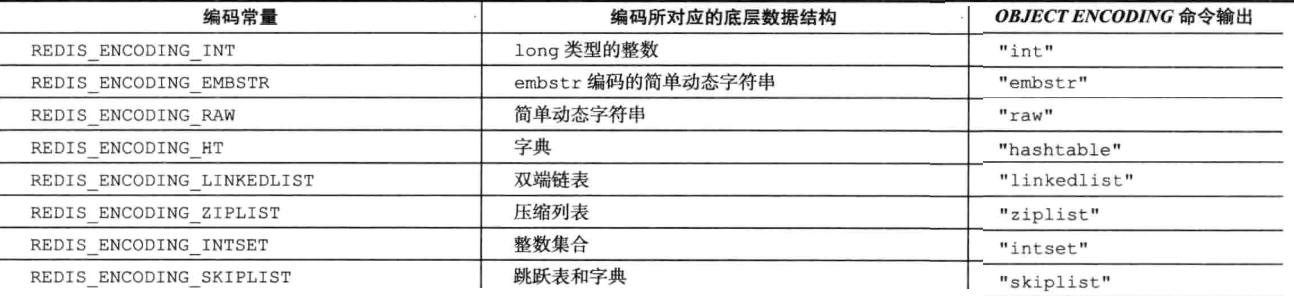 编码常量 编码所对应的底层数据结构 OBJECT ENCODING 命令输出
REDIS_ENCODING_INT long 类型的整数 "int"
REDIS_ENCODING_EMBSTR embstr 编码的简单动态字符串 "embstr"
REDIS_ENCODING_RAW 简单动态字符串 "raw"
REDIS_ENCODING_HT 字典 "hashtable"
REDIS_ENCODING_LINKEDLIST 双端链表 "linkedlist"
REDIS_ENCODING_ZIPLIST 压缩列表 "ziplist"
REDIS_ENCODING_INTSET 整数集合 "intset"
REDIS_ENCODING_SKIPLIST 跳跃表和字典 "skiplist"